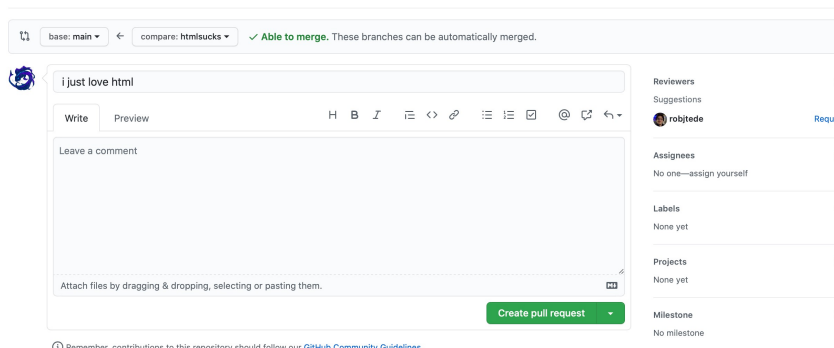 base: main compare: htmlsucks Able to merge. These branches can be automatically merged.
i just love html
Write Preview
Leave a comment
Attach files by dragging & dropping, selecting or pasting them.
Create pull request
Remember, contributions to this repository should follow our GitHub Community Guidelines
Reviewers
Suggestions
robjtede Requ
Assignees
No one—assign yourself
Labels
None yet
Projects
None yet
Milestone
No milestone